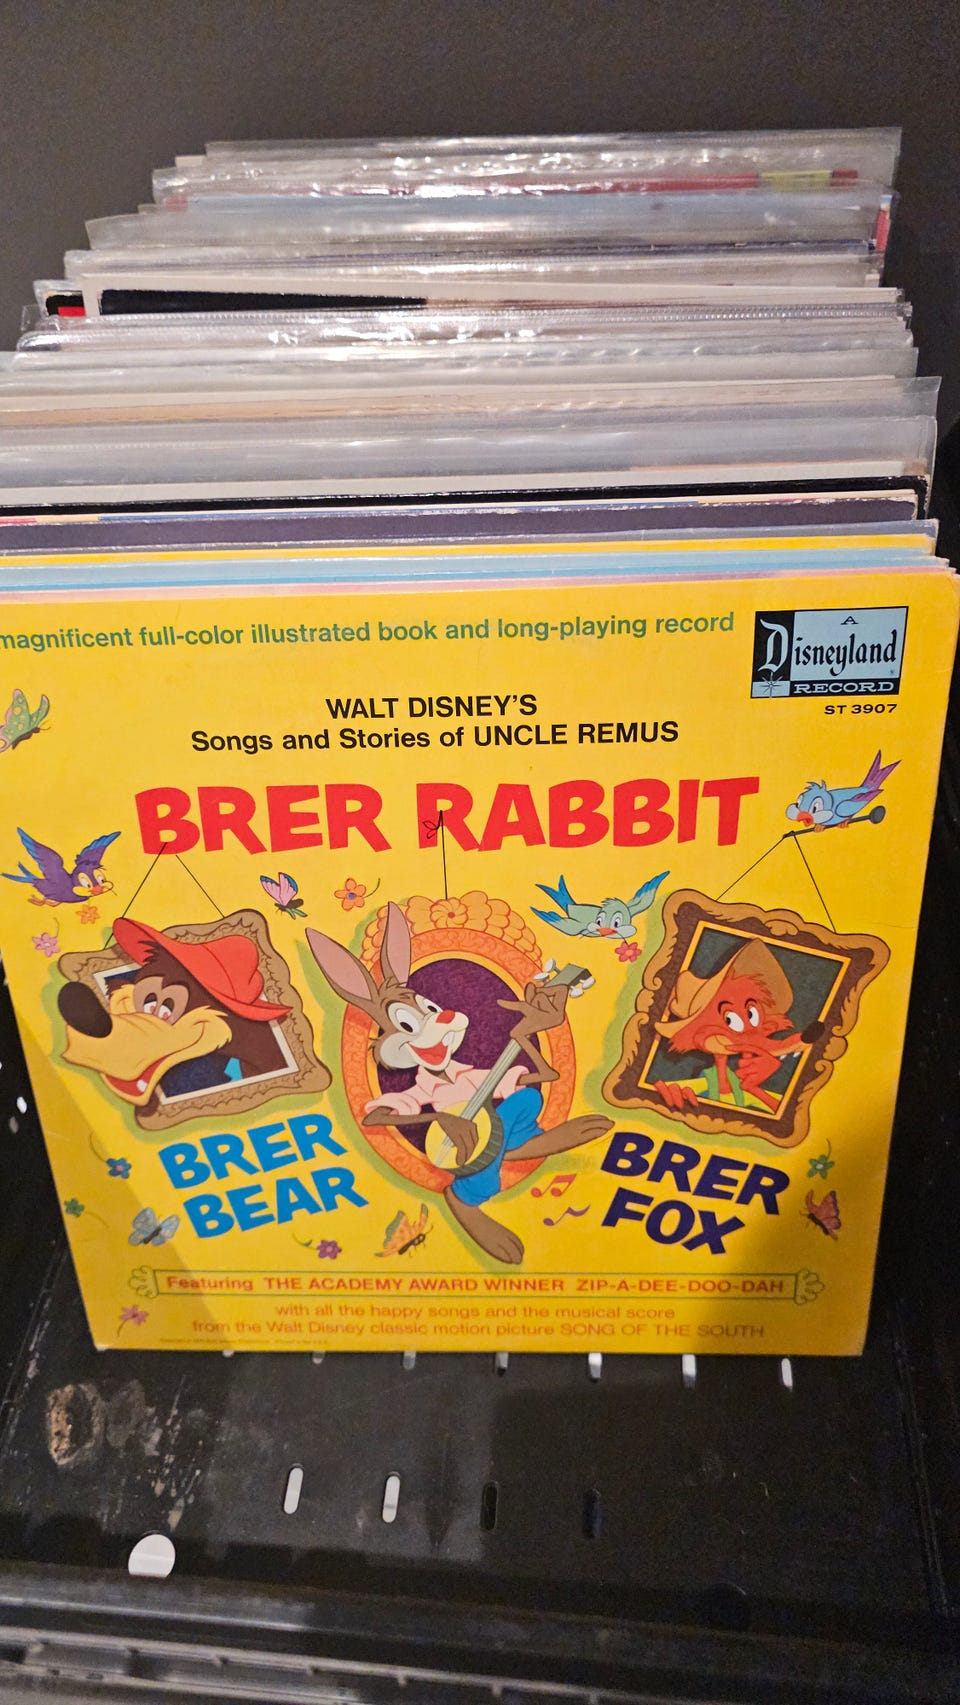 magnificent full-color illustrated book and long-playing record
A
Disneyland
RECORD
ST 3907
WALT DISNEY'S
Songs and Stories of UNCLE REMUS
BRER RABBIT
BRER
BEAR
BRER
FOX
Featuring THE ACADEMY AWARD WINNER ZIP-A-DEE-DOO-DAH
with all the happy songs and the musical score
from the Walt Disney classic motion picture SONG OF THE SOUTH